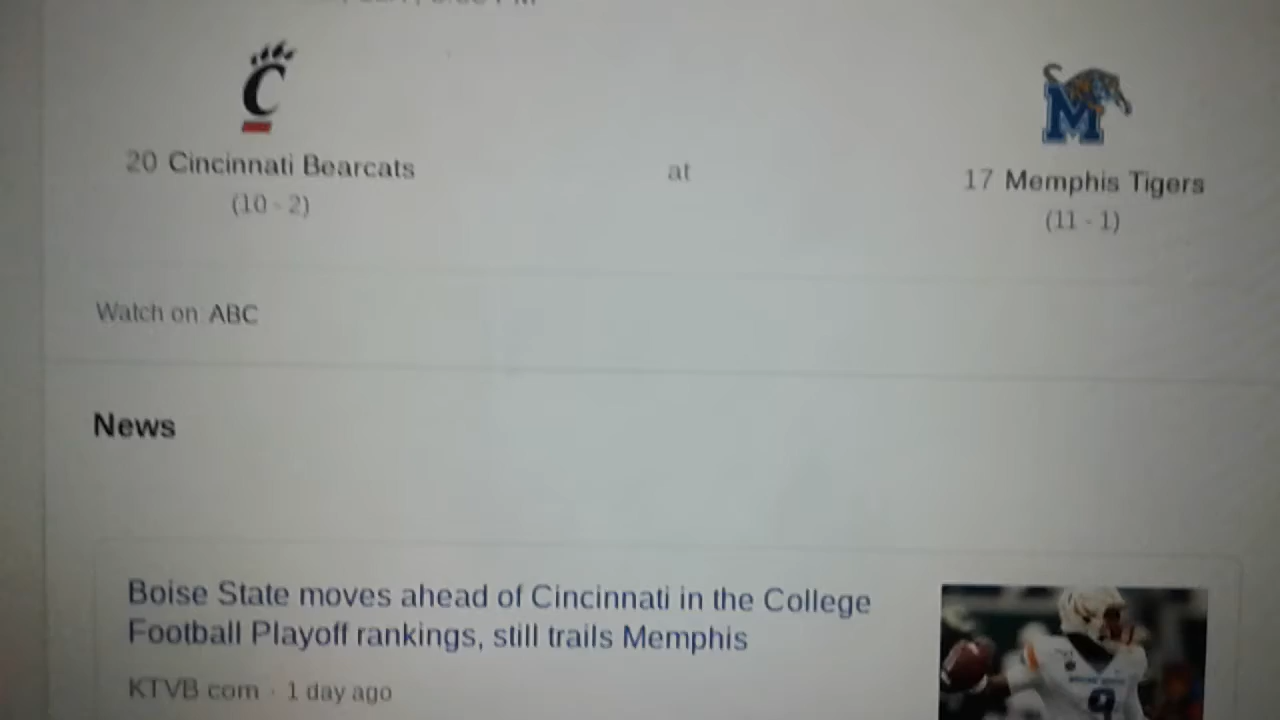 20 Cincinnati Bearcats
(10 - 2)
at
17 Memphis Tigers
(11 - 1)
Watch on ABC
News
Boise State moves ahead of Cincinnati in the College
Football Playoff rankings, still trails Memphis
KTVB com · 1 day ago
9